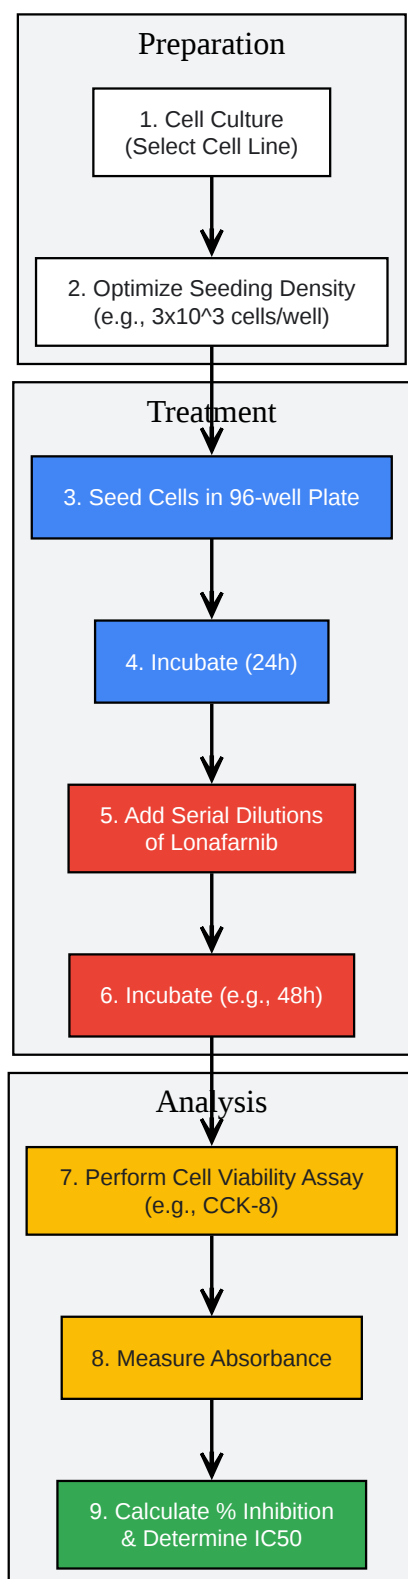 Preparation
1. Cell Culture
(Select Cell Line)
2. Optimize Seeding Density
(e.g., 3x10^3 cells/well)
Treatment
3. Seed Cells in 96-well Plate
4. Incubate (24h)
5. Add Serial Dilutions
of Lonafarnib
6. Incubate (e.g., 48h)
Analysis
7. Perform Cell Viability Assay
(e.g., CCK-8)
8. Measure Absorbance
9. Calculate % Inhibition
& Determine IC50